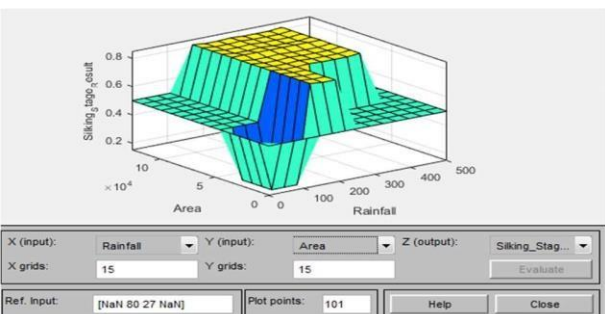 0.8
0.6
0.4
0.2
Silking_Stage_Result
10
× 10⁴
5
0
Area
0
100
200
300
400
500
Rainfall
X (input):
Rainfall
Y (input):
Area
Z (output):
Silking_Stag...
X grids:
15
Y grids:
15
Evaluate
Ref. Input:
[NaN 80 27 NaN]
Plot points:
101
Help
Close